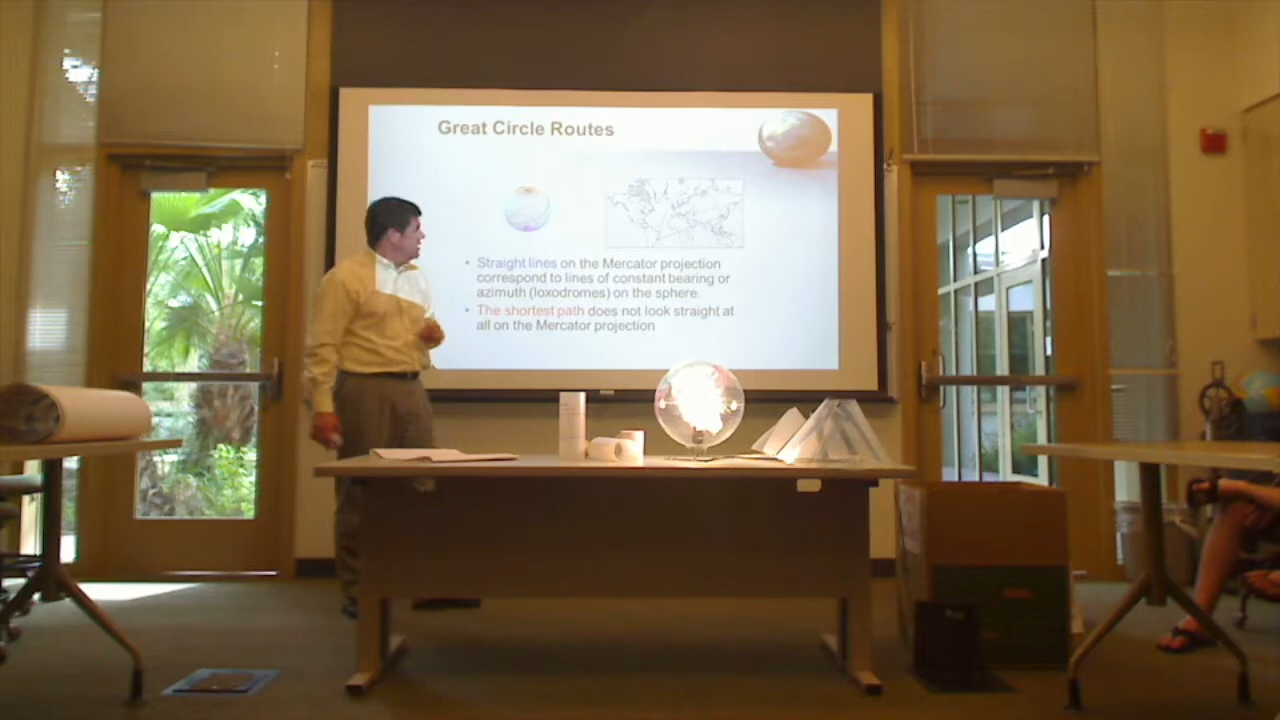 Great Circle Routes
• Straight lines on the Mercator projection
correspond to lines of constant bearing or
azimuth (loxodromes) on the sphere.
• The shortest path does not look straight at
all on the Mercator projection